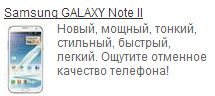 Samsung GALAXY Note II
Новый, мощный, тонкий,
стильный, быстрый,
легкий. Ощутите отменное
качество телефона!